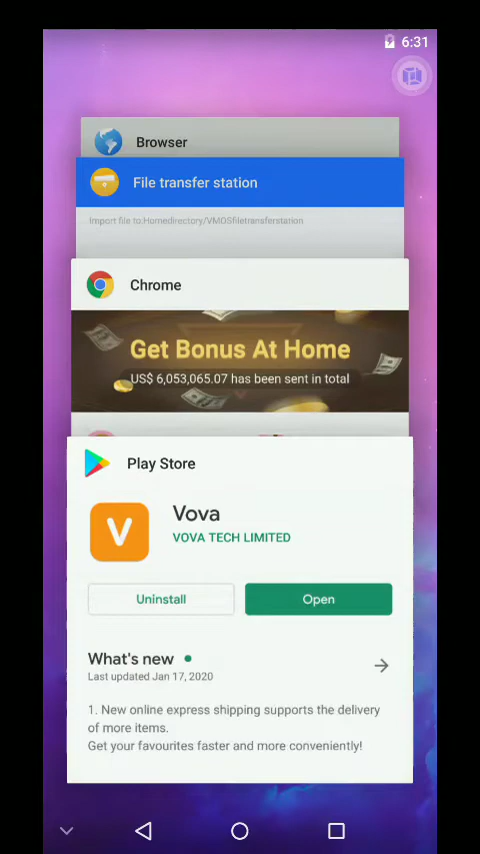 6:31
Browser
File transfer station
Import file to:Homedirectory/VMOSfiletransferstation
Chrome
Get Bonus At Home
US$ 6,053,065.07 has been sent in total
Play Store
V
Vova
VOVA TECH LIMITED
Uninstall
Open
What's new
Last updated Jan 17, 2020
1. New online express shipping supports the delivery
of more items.
Get your favourites faster and more conveniently!